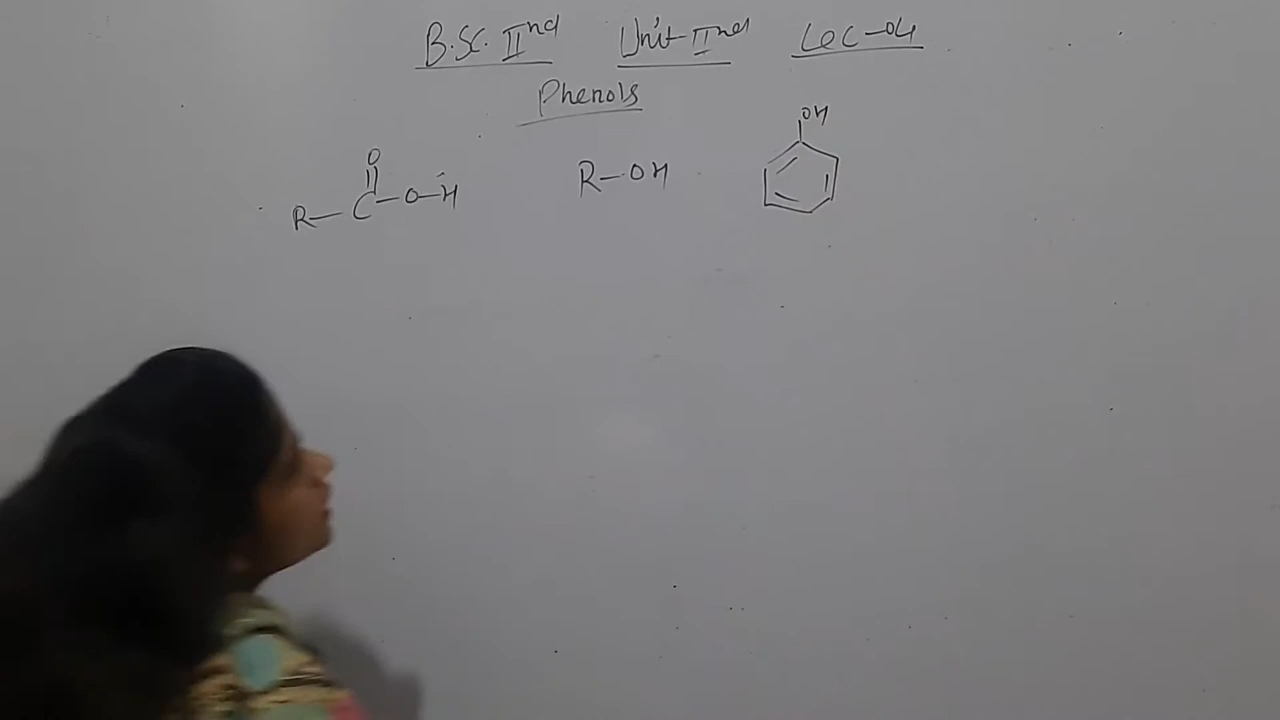 B.Sc. IInd Unit-IInd Lec-04
Phenols
O
R-C-O-H R-OH OH